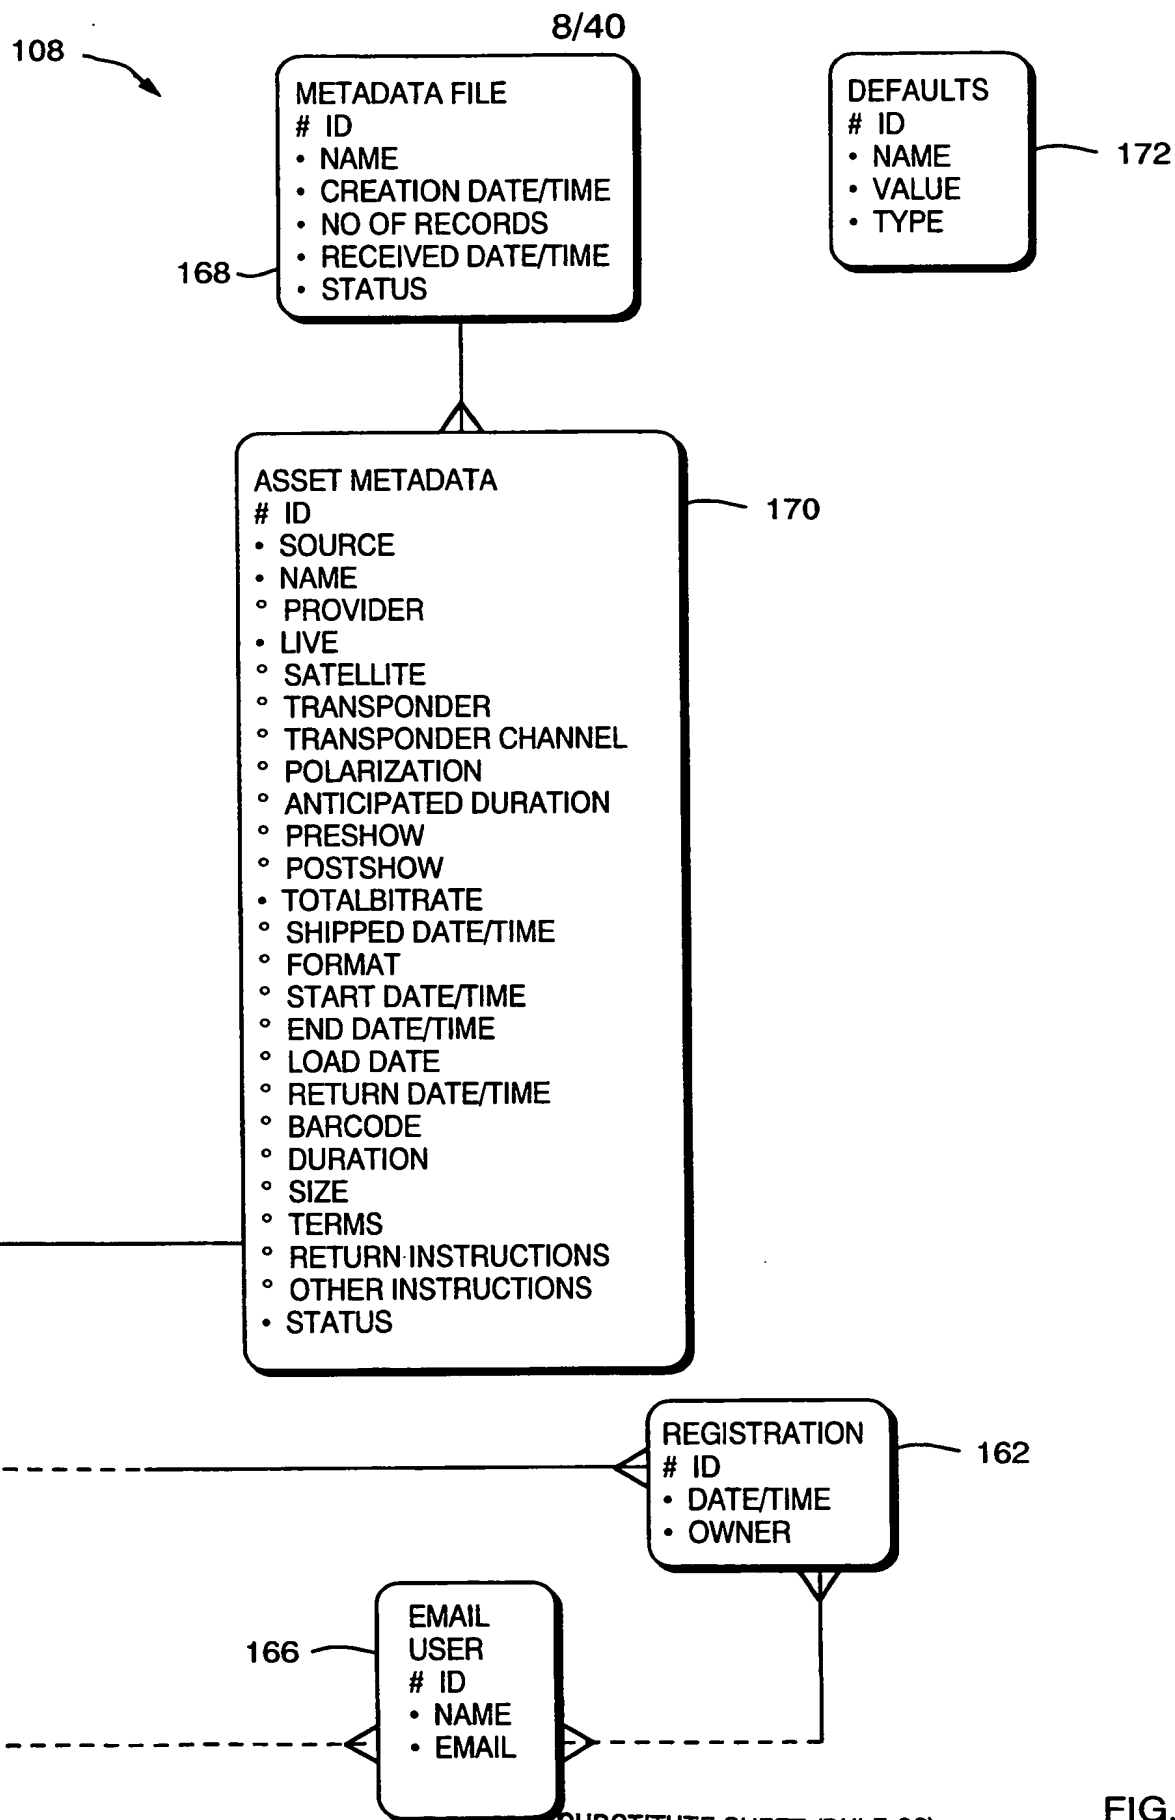 8/40
108
METADATA FILE
# ID
• NAME
• CREATION DATE/TIME
• NO OF RECORDS
• RECEIVED DATE/TIME
• STATUS
168
DEFAULTS
# ID
• NAME
• VALUE
• TYPE
172
ASSET METADATA
# ID
• SOURCE
• NAME
° PROVIDER
• LIVE
° SATELLITE
° TRANSPONDER
° TRANSPONDER CHANNEL
° POLARIZATION
° ANTICIPATED DURATION
° PRESHOW
° POSTSHOW
• TOTALBITRATE
° SHIPPED DATE/TIME
° FORMAT
° START DATE/TIME
° END DATE/TIME
° LOAD DATE
° RETURN DATE/TIME
° BARCODE
° DURATION
° SIZE
° TERMS
° RETURN INSTRUCTIONS
° OTHER INSTRUCTIONS
• STATUS
170
REGISTRATION
# ID
• DATE/TIME
• OWNER
162
EMAIL
USER
# ID
• NAME
• EMAIL
166
FIG.